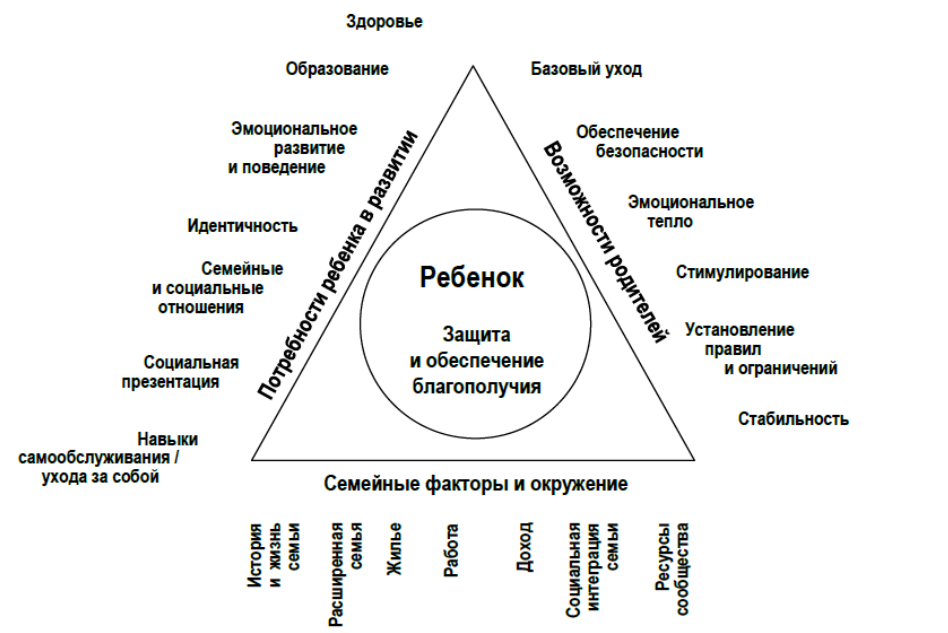 Здоровье
Образование
Эмоциональное
развитие
и поведение
Идентичность
Семейные
и социальные
отношения
Социальная
презентация
Навыки
самообслуживания /
ухода за собой
Потребности ребенка в развитии
Ребенок
Защита
и обеспечение
благополучия
Возможности родителей
Базовый уход
Обеспечение
безопасности
Эмоциональное
тепло
Стимулирование
Установление
правил
и ограничений
Стабильность
Семейные факторы и окружение
История
и жизнь
семьи
Расширенная
семья
Жилье
Работа
Доход
Социальная
интеграция
семьи
Ресурсы
сообщества